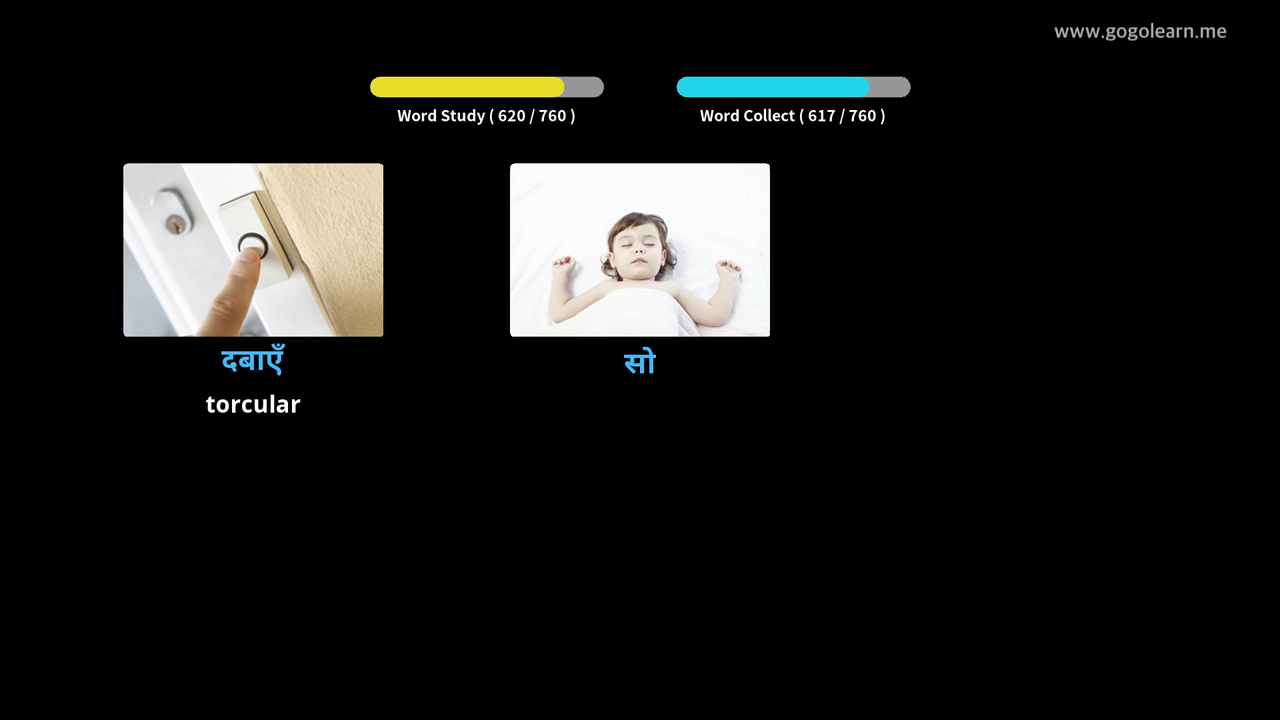 www.gogolearn.me
Word Study ( 620 / 760 )
Word Collect ( 617 / 760 )
दबाएँ
सो
torcular